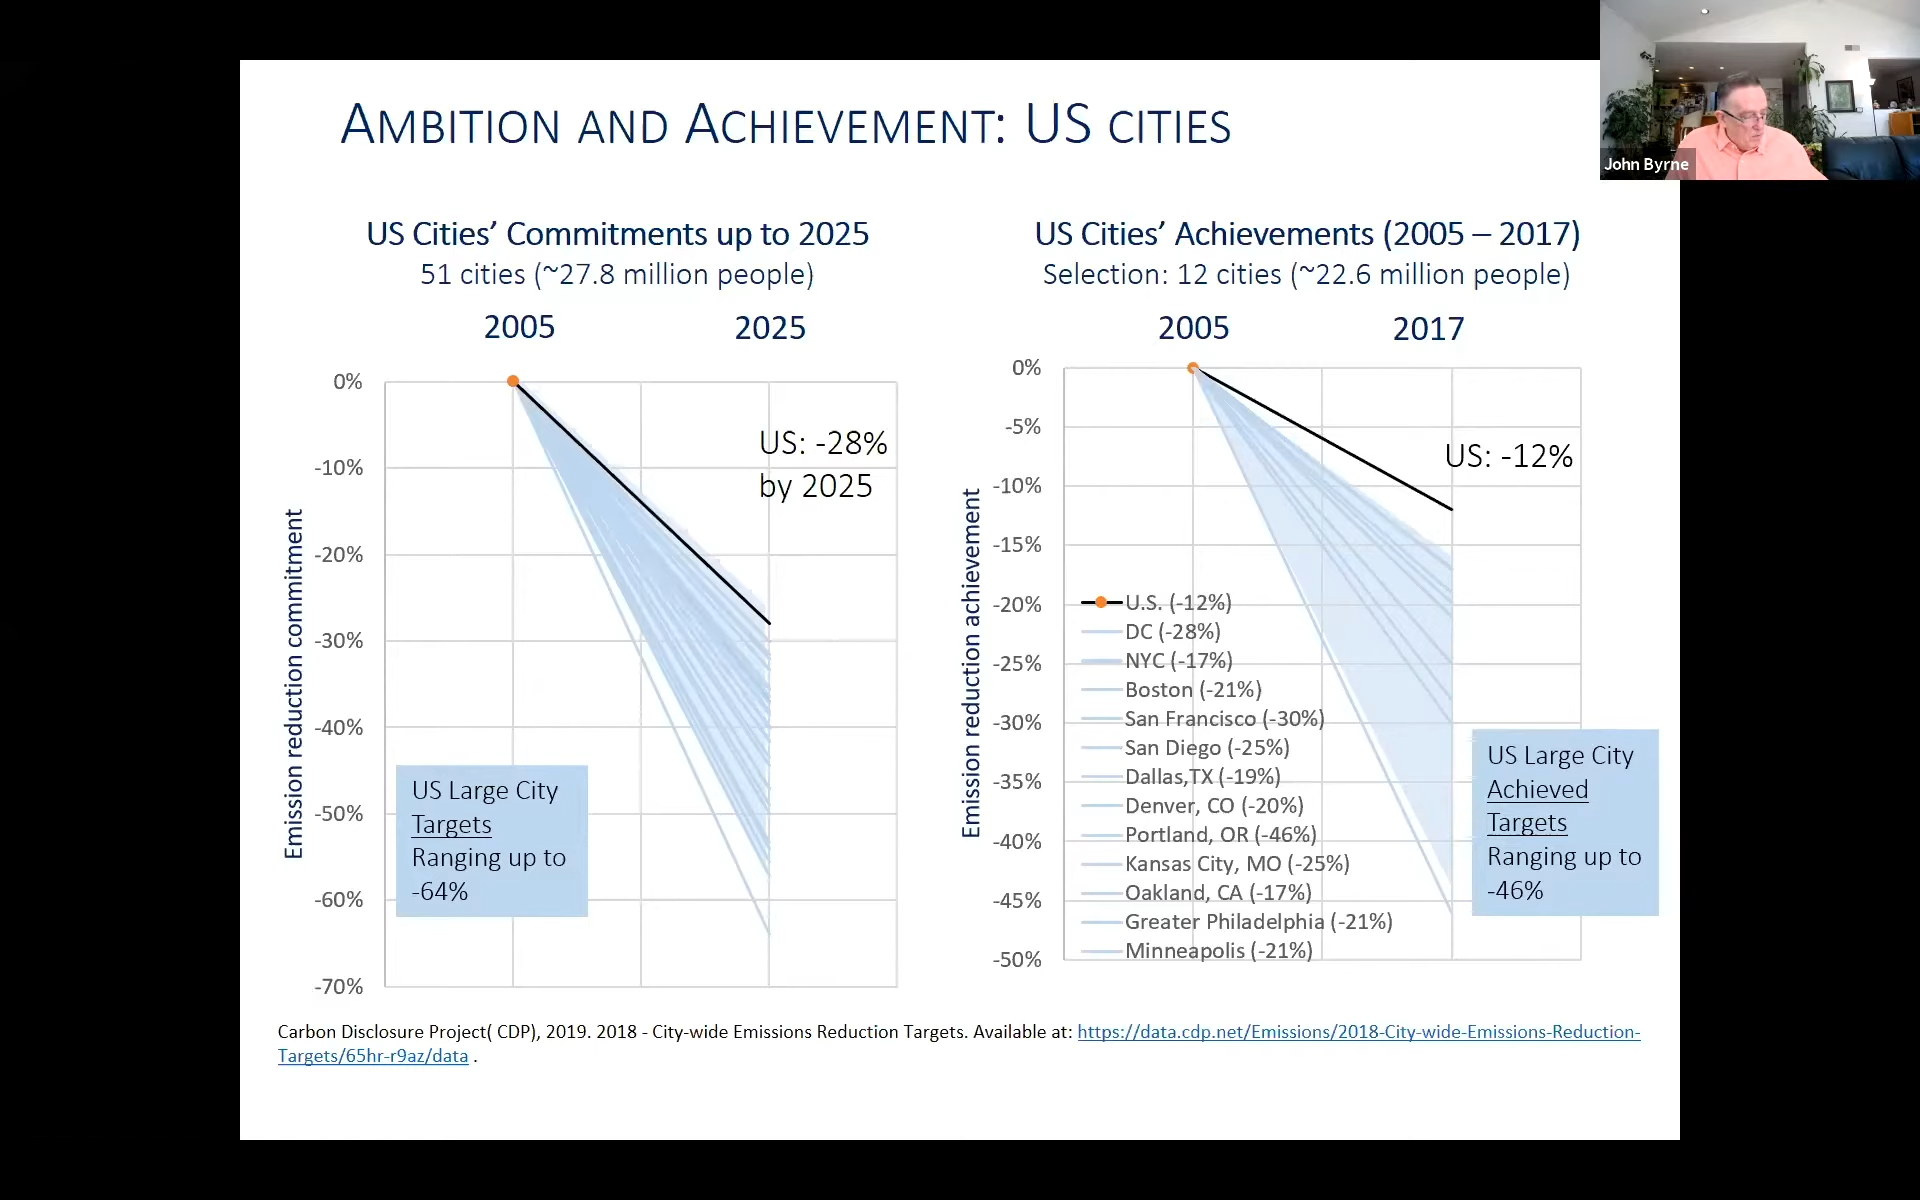 AMBITION AND ACHIEVEMENT: US CITIES
John Byrne
US Cities’ Commitments up to 2025
51 cities (~27.8 million people)
2005 2025
0%
-10%
-20%
-30%
-40%
-50%
-60%
-70%
Emission reduction commitment
US: -28%
by 2025
US Large City
Targets
Ranging up to
-64%
US Cities’ Achievements (2005 – 2017)
Selection: 12 cities (~22.6 million people)
2005 2017
0%
-5%
-10%
-15%
-20%
-25%
-30%
-35%
-40%
-45%
-50%
Emission reduction achievement
US: -12%
U.S. (-12%)
DC (-28%)
NYC (-17%)
Boston (-21%)
San Francisco (-30%)
San Diego (-25%)
Dallas,TX (-19%)
Denver, CO (-20%)
Portland, OR (-46%)
Kansas City, MO (-25%)
Oakland, CA (-17%)
Greater Philadelphia (-21%)
Minneapolis (-21%)
US Large City
Achieved
Targets
Ranging up to
-46%
Carbon Disclosure Project( CDP), 2019. 2018 - City-wide Emissions Reduction Targets. Available at: https://data.cdp.net/Emissions/2018-City-wide-Emissions-Reduction-
Targets/65hr-r9az/data .